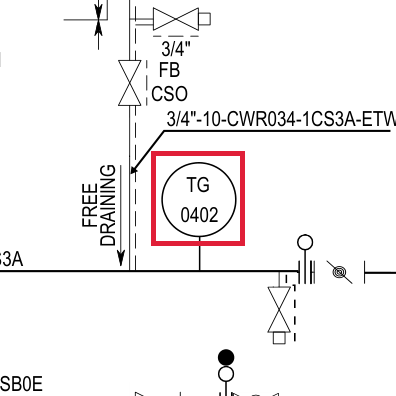 3/4"
FB
CSO
3/4"-10-CWR034-1CS3A-ETW
FREE
DRAINING
TG
0402
S3A
SB0E